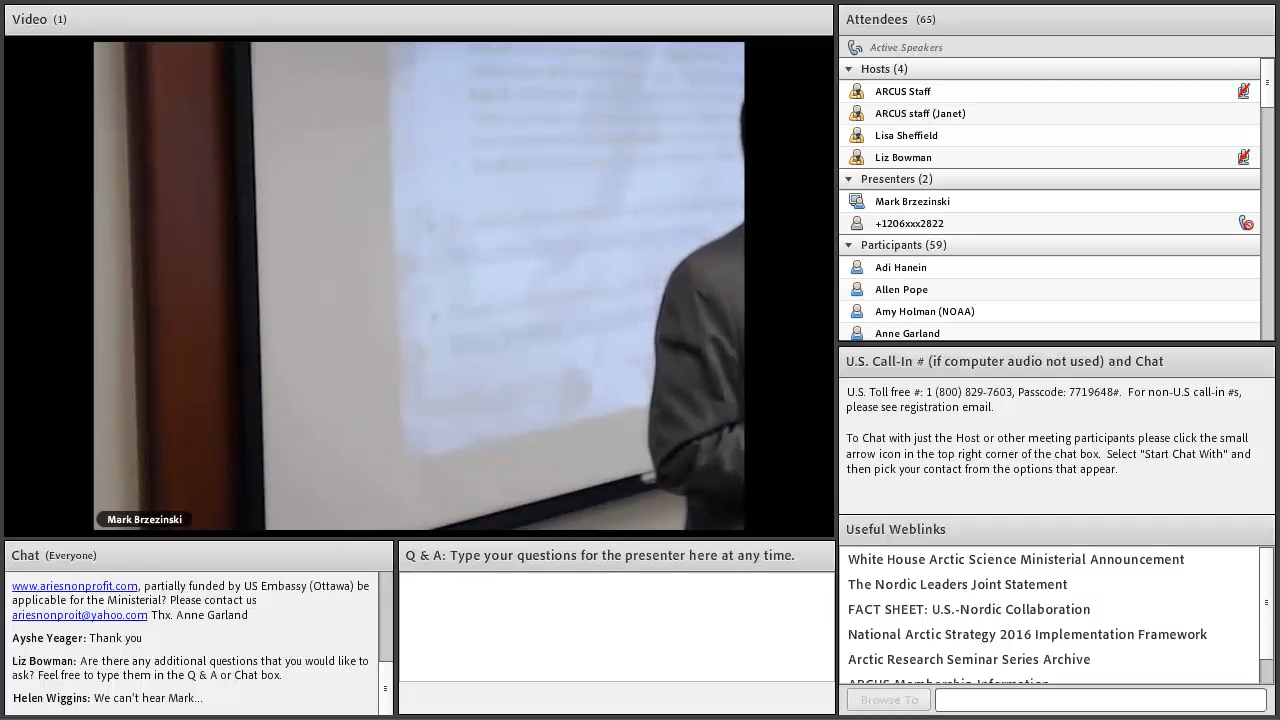 Video (1)
Mark Brzezinski
Attendees (65)
Active Speakers
Hosts (4)
ARCUS Staff
ARCUS staff (Janet)
Lisa Sheffield
Liz Bowman
Presenters (2)
Mark Brzezinski
+1206xxx2822
Participants (59)
Adi Hanein
Allen Pope
Amy Holman (NOAA)
Anne Garland
U.S. Call-In # (if computer audio not used) and Chat
U.S. Toll free #: 1 (800) 829-7603, Passcode: 7719648#. For non-U.S call-in #s,
please see registration email.
To Chat with just the Host or other meeting participants please click the small
arrow icon in the top right corner of the chat box. Select "Start Chat With" and
then pick your contact from the options that appear.
Useful Weblinks
White House Arctic Science Ministerial Announcement
The Nordic Leaders Joint Statement
FACT SHEET: U.S.-Nordic Collaboration
National Arctic Strategy 2016 Implementation Framework
Arctic Research Seminar Series Archive
ARCUS Membership Information
Browse To
Chat (Everyone)
www.ariesnonprofit.com, partially funded by US Embassy (Ottawa) be
applicable for the Ministerial? Please contact us
ariesnonproit@yahoo.com Thx. Anne Garland
Ayshe Yeager: Thank you
Liz Bowman: Are there any additional questions that you would like to
ask? Feel free to type them in the Q & A or Chat box.
Helen Wiggins: We can't hear Mark
Q & A: Type your questions for the presenter here at any time.